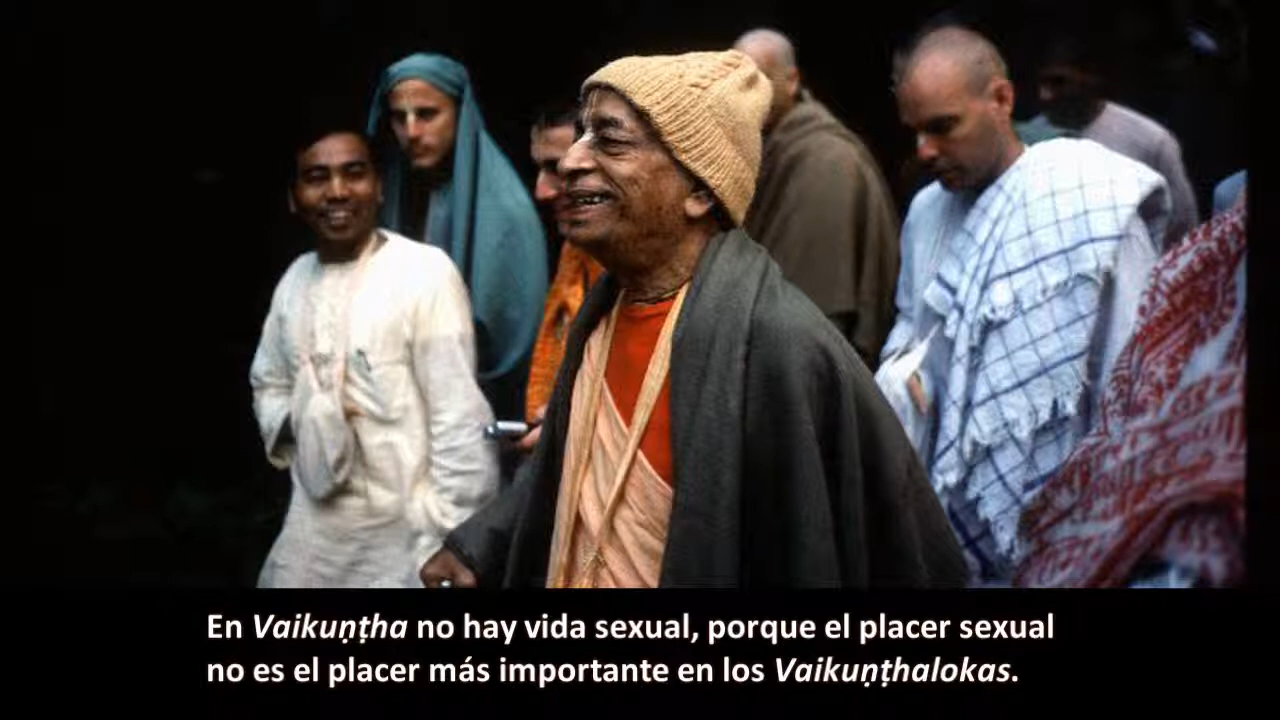 En Vaikuṇṭha no hay vida sexual, porque el placer sexual
no es el placer más importante en los Vaikuṇṭhalokas.